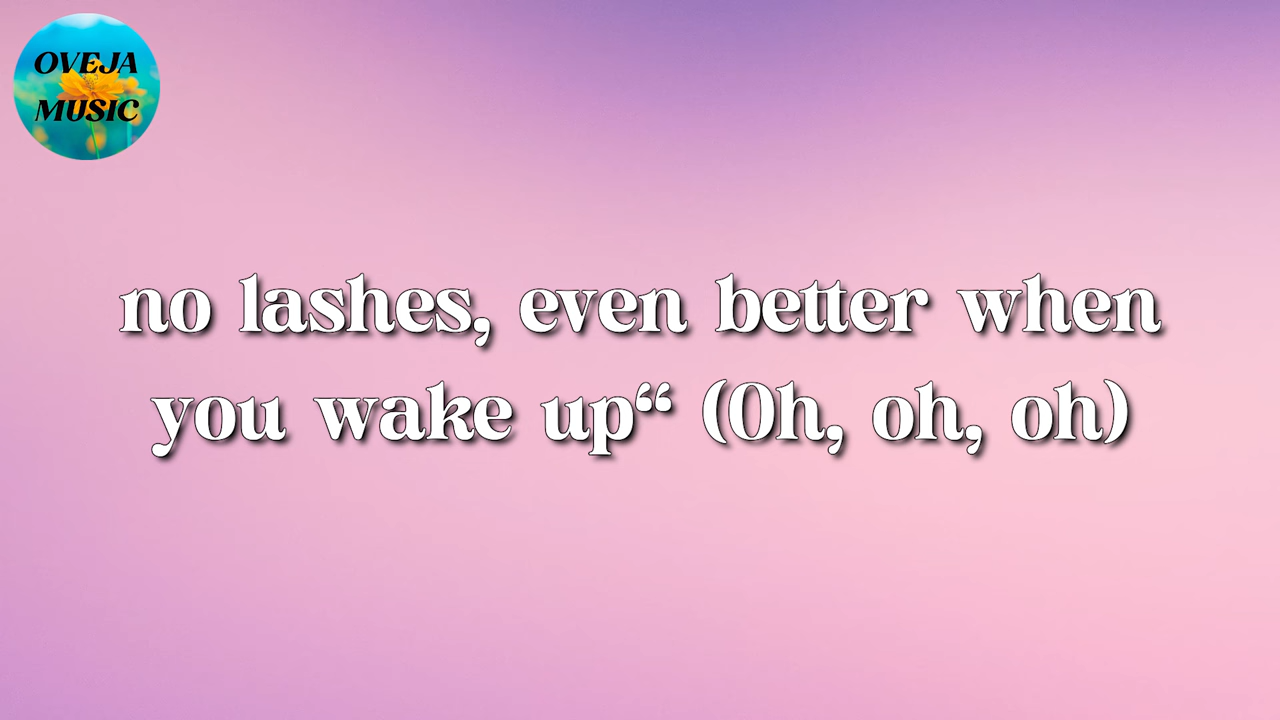 OVEJA
MUSIC
no lashes, even better when
you wake up“ (Oh, oh, oh)